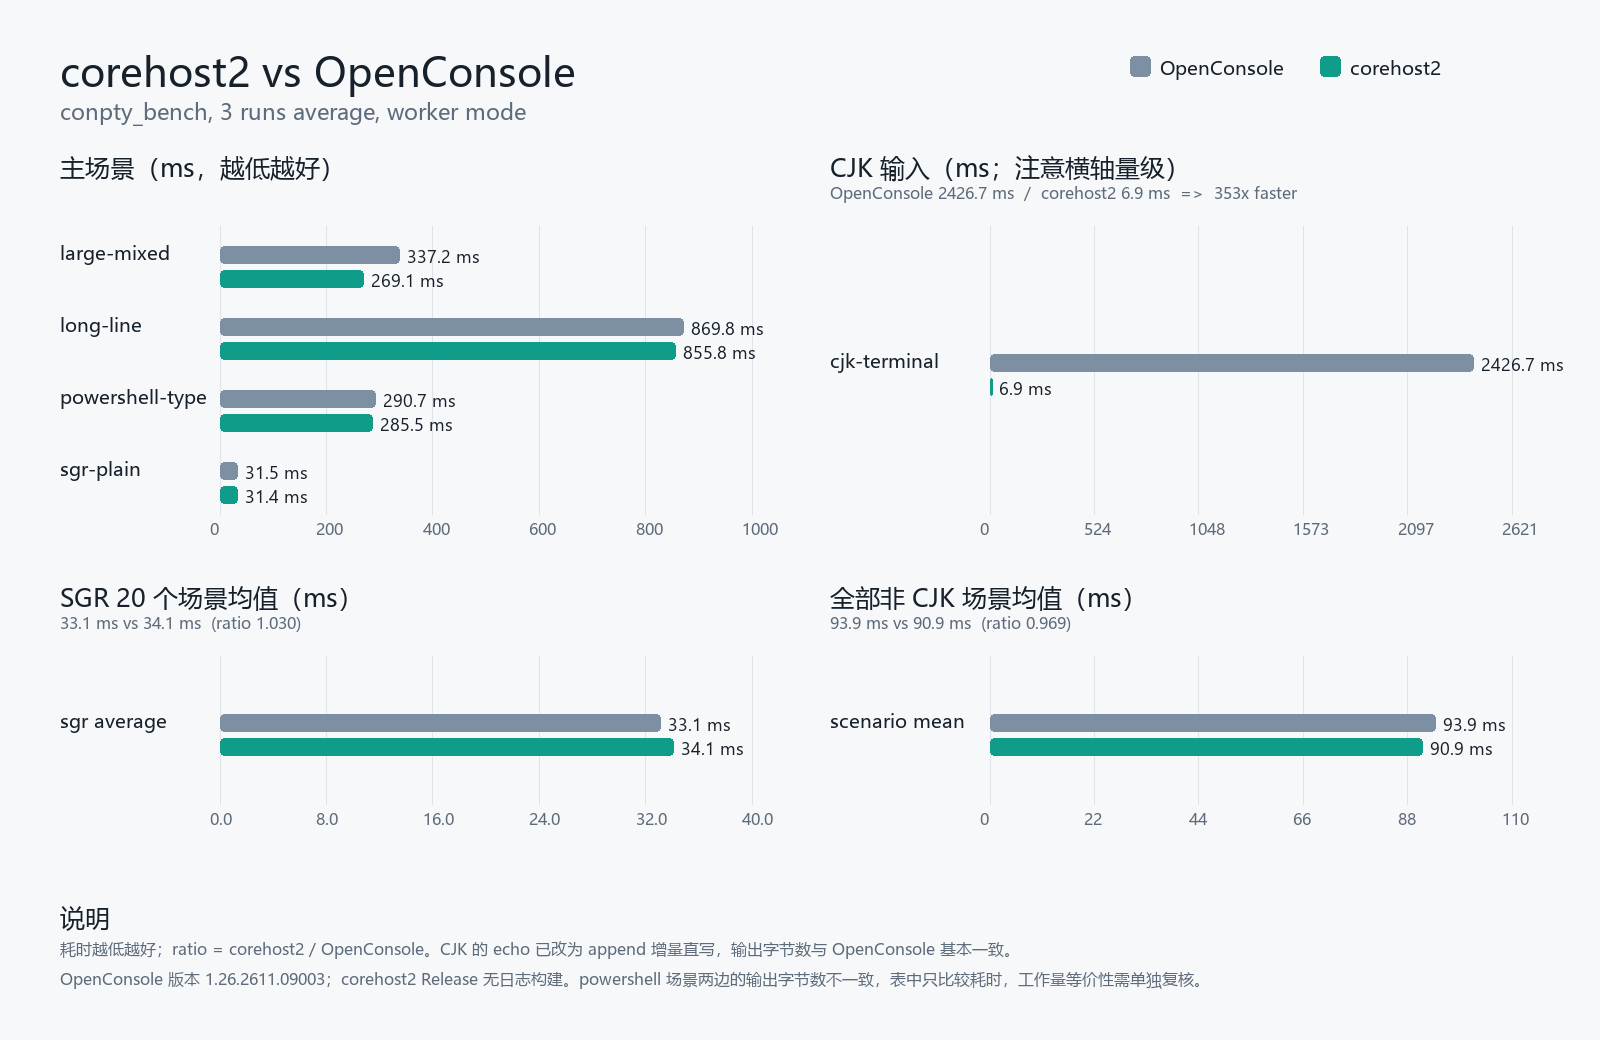 corehost2 vs OpenConsole
conpty_bench, 3 runs average, worker mode
OpenConsole
corehost2
主场景（ms，越低越好）
large-mixed
337.2 ms
269.1 ms
long-line
869.8 ms
855.8 ms
powershell-type
290.7 ms
285.5 ms
sgr-plain
31.5 ms
31.4 ms
0 200 400 600 800 1000
CJK 输入（ms；注意横轴量级）
OpenConsole 2426.7 ms / corehost2 6.9 ms => 353x faster
cjk-terminal
2426.7 ms
6.9 ms
0 524 1048 1573 2097 2621
SGR 20 个场景均值（ms）
33.1 ms vs 34.1 ms (ratio 1.030)
sgr average
33.1 ms
34.1 ms
0.0 8.0 16.0 24.0 32.0 40.0
全部非 CJK 场景均值（ms）
93.9 ms vs 90.9 ms (ratio 0.969)
scenario mean
93.9 ms
90.9 ms
0 22 44 66 88 110
说明
耗时越低越好；ratio = corehost2 / OpenConsole。CJK 的 echo 已改为 append 增量直写，输出字节数与 OpenConsole 基本一致。
OpenConsole 版本 1.26.2611.09003；corehost2 Release 无日志构建。powershell 场景两边的输出字节数不一致，表中只比较耗时，工作量等价性需单独复核。